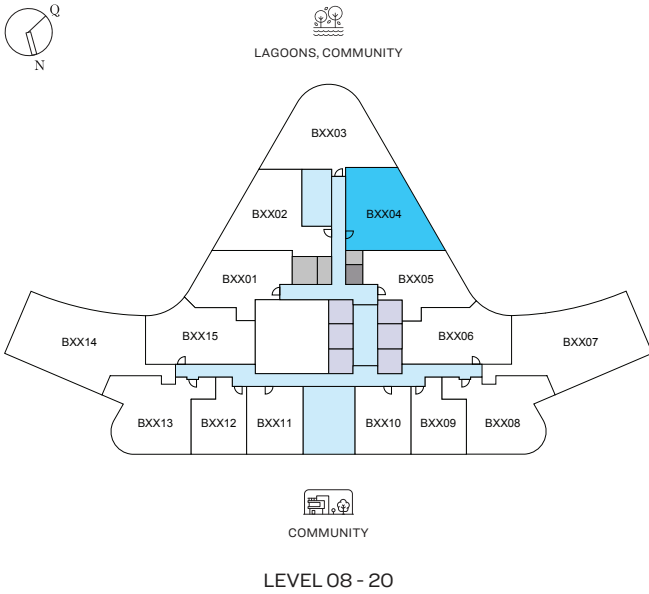 Q
N
LAGOONS, COMMUNITY
BXX03
BXX02
BXX04
BXX01
BXX05
BXX14
BXX15
BXX06
BXX07
BXX13
BXX12
BXX11
BXX10
BXX09
BXX08
COMMUNITY
LEVEL 08 - 20